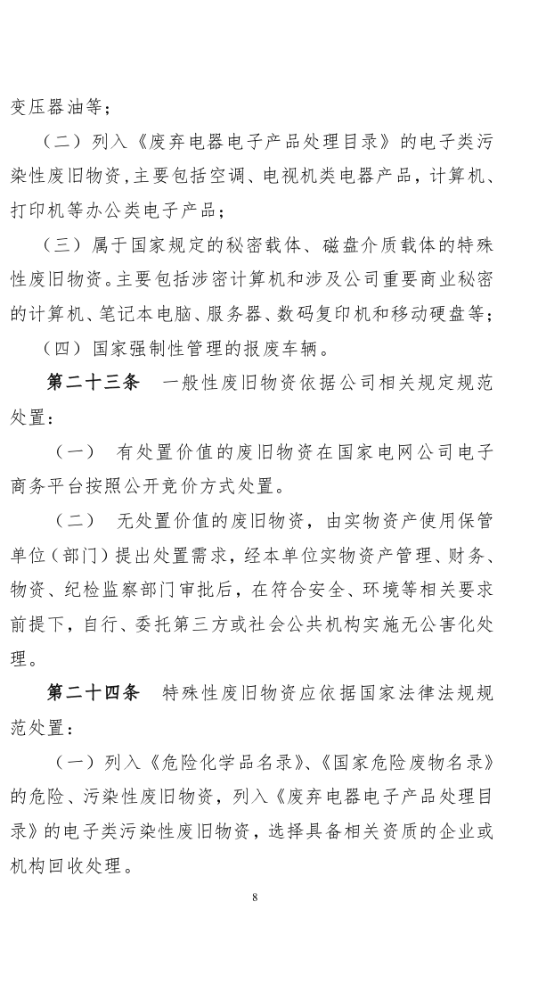 变压器油等；
（二）列入《废弃电器电子产品处理目录》的电子类污
染性废旧物资,主要包括空调、电视机类电器产品，计算机、
打印机等办公类电子产品；
（三）属于国家规定的秘密载体、磁盘介质载体的特殊
性废旧物资。主要包括涉密计算机和涉及公司重要商业秘密
的计算机、笔记本电脑、服务器、数码复印机和移动硬盘等；
（四）国家强制性管理的报废车辆。
第二十三条　一般性废旧物资依据公司相关规定规范
处置：
（一）　有处置价值的废旧物资在国家电网公司电子
商务平台按照公开竞价方式处置。
（二）　无处置价值的废旧物资，由实物资产使用保管
单位（部门）提出处置需求，经本单位实物资产管理、财务、
物资、纪检监察部门审批后，在符合安全、环境等相关要求
前提下，自行、委托第三方或社会公共机构实施无公害化处
理。
第二十四条　特殊性废旧物资应依据国家法律法规规
范处置：
（一）列入《危险化学品名录》、《国家危险废物名录》
的危险、污染性废旧物资，列入《废弃电器电子产品处理目
录》的电子类污染性废旧物资，选择具备相关资质的企业或
机构回收处理。
8